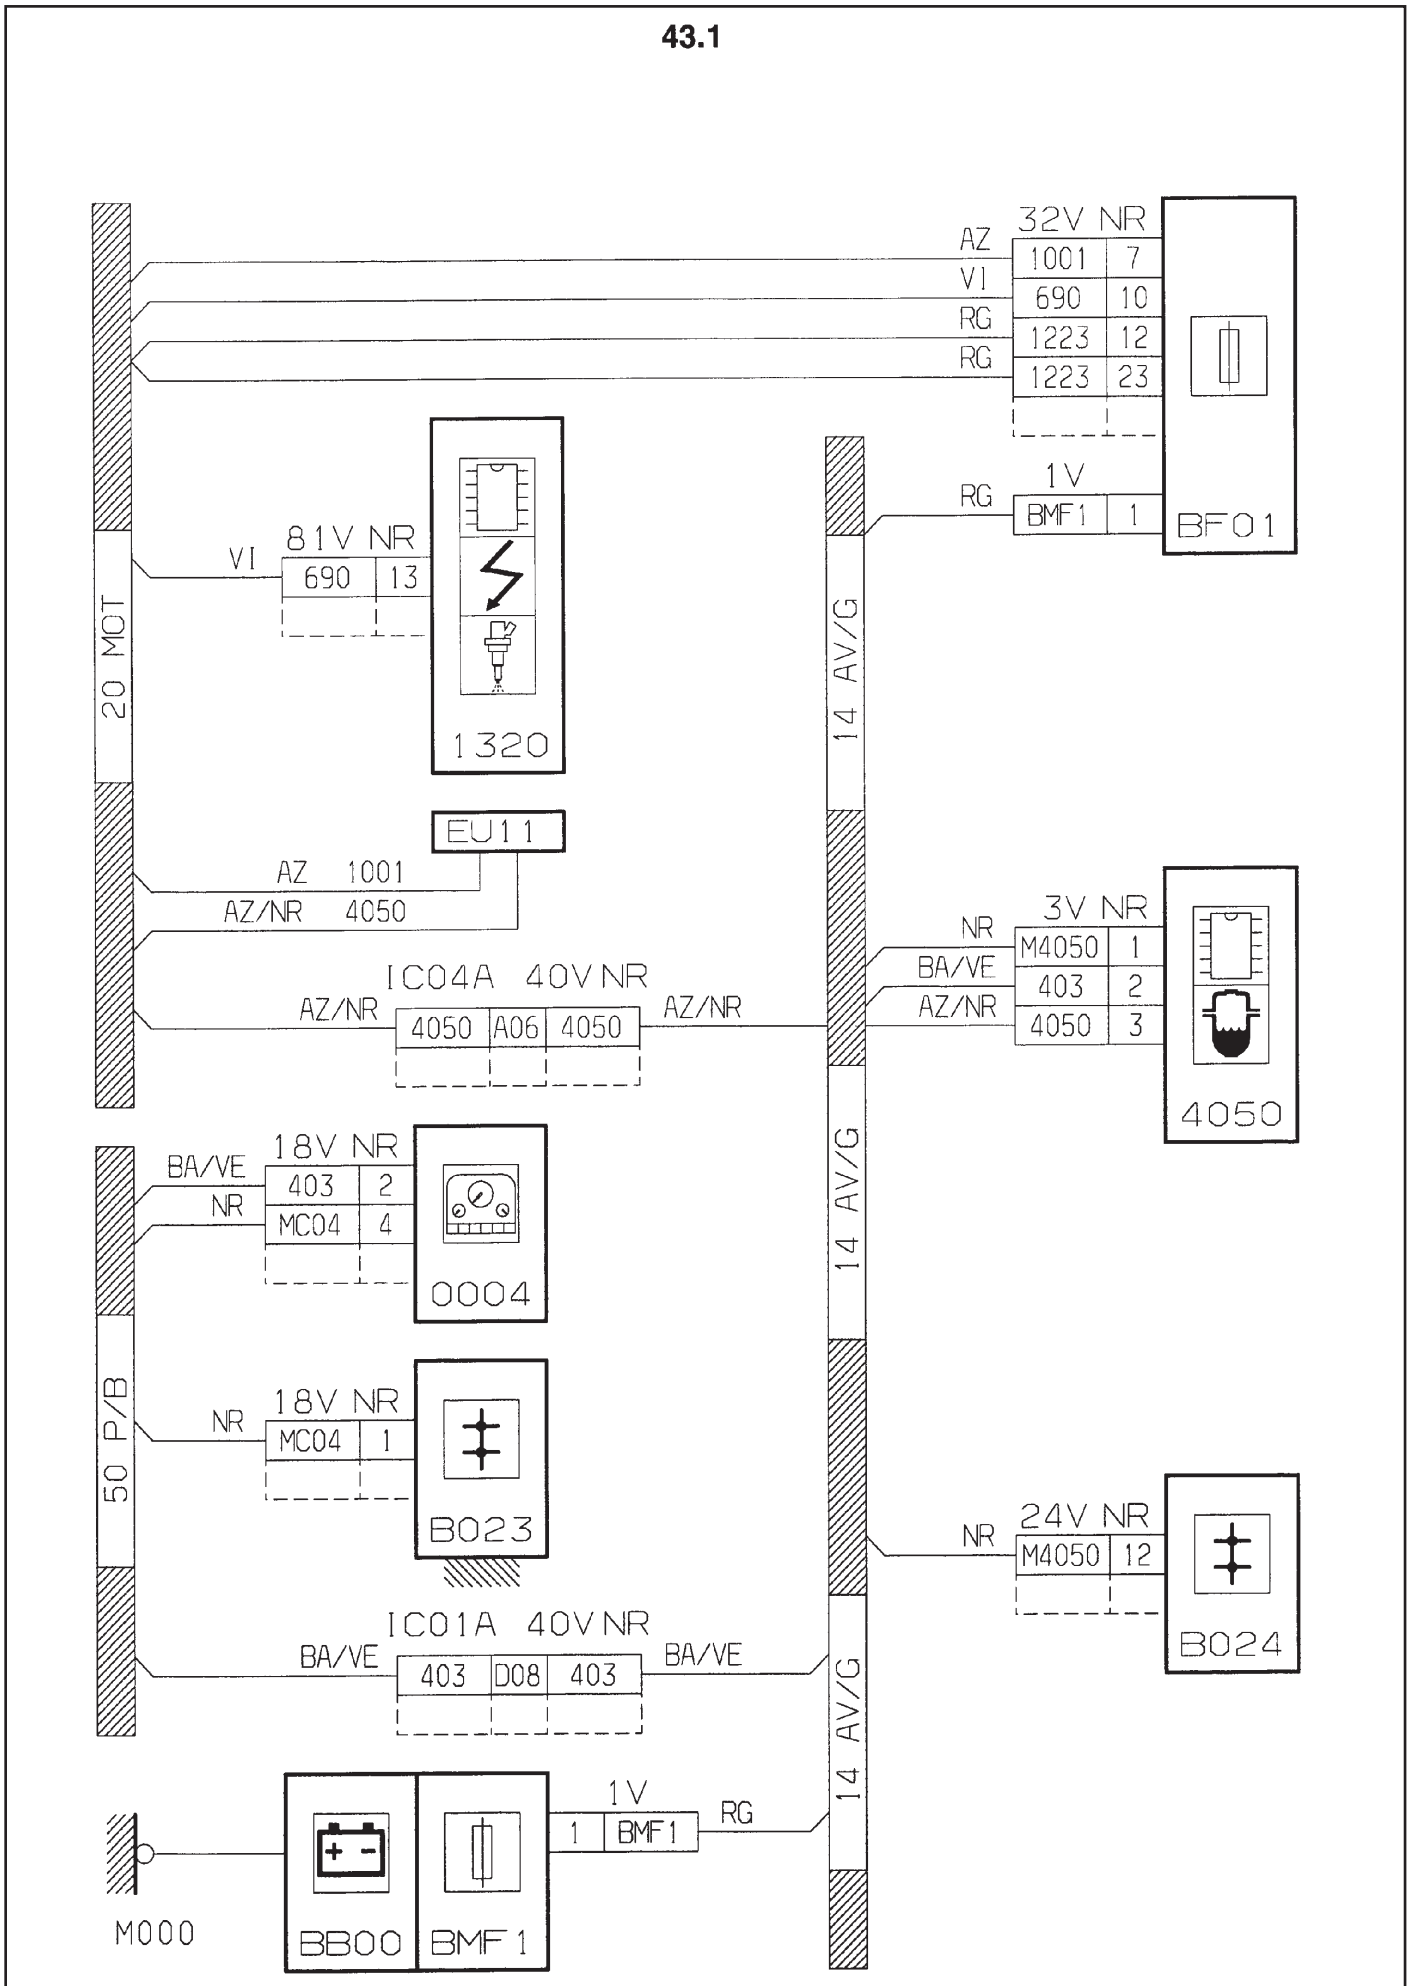 43.1
32V NR
AZ 1001 7
VI 690 10
RG 1223 12
RG 1223 23
1V
RG BMF1 1
BF01
81V NR
VI 690 13
1320
20 MOT
14 AV/G
EU11
AZ 1001
AZ/NR 4050
3V NR
NR M4050 1
BA/VE 403 2
AZ/NR 4050 3
4050
IC04A 40V NR
AZ/NR 4050 A06 4050 AZ/NR
18V NR
BA/VE 403 2
NR MC04 4
0004
14 AV/G
18V NR
NR MC04 1
B023
50 P/B
24V NR
NR M4050 12
B024
IC01A 40V NR
BA/VE 403 D08 403 BA/VE
14 AV/G
1V
1 BMF1 RG
M000
BB00
BMF1